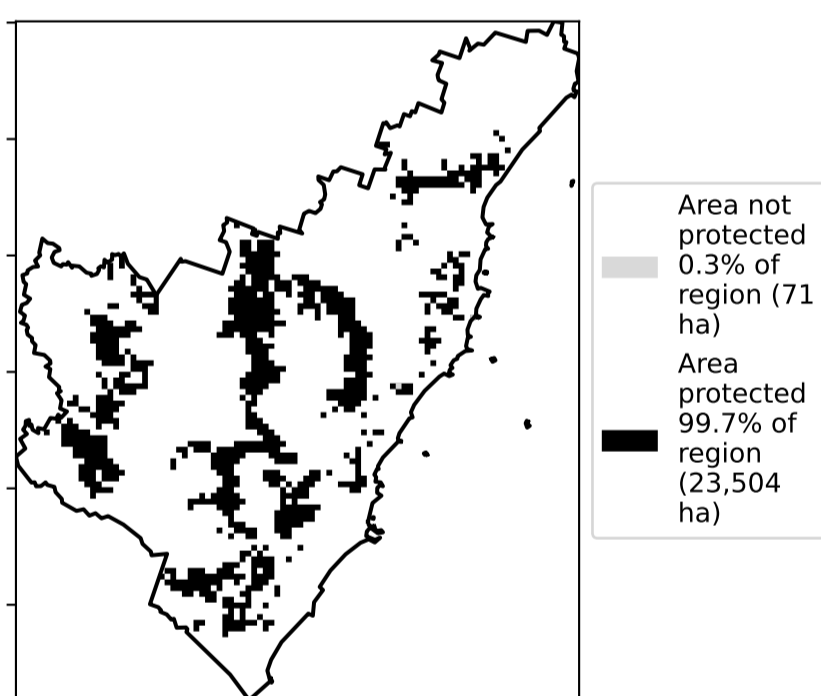 Area not
protected
0.3% of
region (71
ha)
Area
protected
99.7% of
region
(23,504
ha)